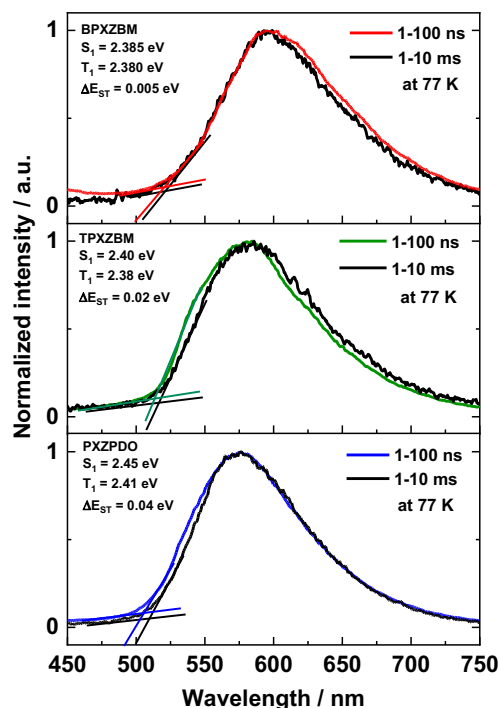 Normalized intensity / a.u.
BPXZBM
S₁ = 2.385 eV
T₁ = 2.380 eV
ΔE_ST = 0.005 eV
1-100 ns
1-10 ms
at 77 K
1
0
TPXZBM
S₁ = 2.40 eV
T₁ = 2.38 eV
ΔE_ST = 0.02 eV
1-100 ns
1-10 ms
at 77 K
1
0
PXZPDO
S₁ = 2.45 eV
T₁ = 2.41 eV
ΔE_ST = 0.04 eV
1-100 ns
1-10 ms
at 77 K
1
0
450 500 550 600 650 700 750
Wavelength / nm